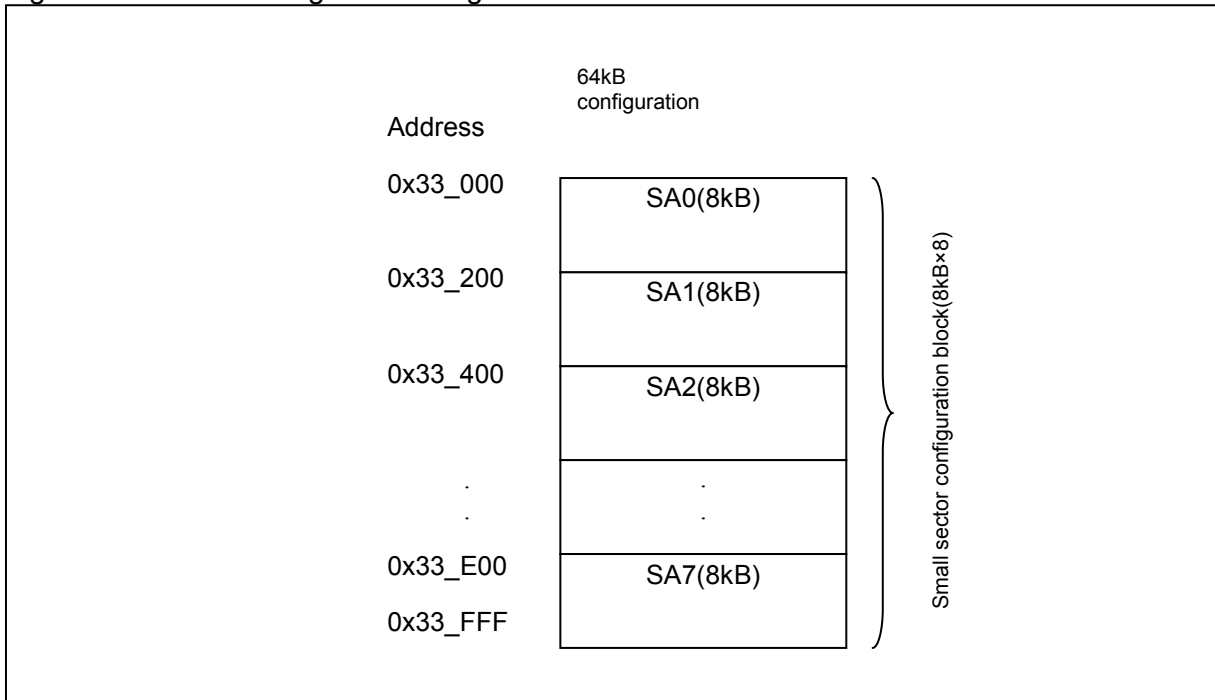 64kB
configuration
Address
0x33_000
SA0(8kB)
0x33_200
SA1(8kB)
0x33_400
SA2(8kB)
.
.
.
.
0x33_E00
SA7(8kB)
0x33_FFF
Small sector configuration block(8kB×8)